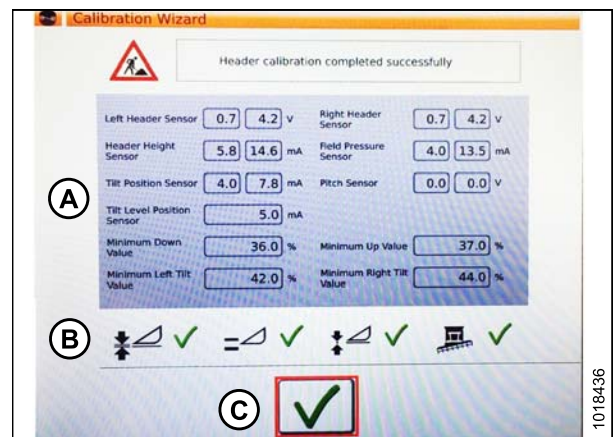 Calibration Wizard
Header calibration completed successfully
Left Header Sensor 0.7 4.2 V Right Header Sensor 0.7 4.2 V
Header Height Sensor 5.8 14.6 mA Field Pressure Sensor 4.0 13.5 mA
Tilt Position Sensor 4.0 7.8 mA Pitch Sensor 0.0 0.0 V
Tilt Level Position Sensor 5.0 mA
Minimum Down Value 36.0 % Minimum Up Value 37.0 %
Minimum Left Tilt Value 42.0 % Minimum Right Tilt Value 44.0 %
A
B
C
1018436